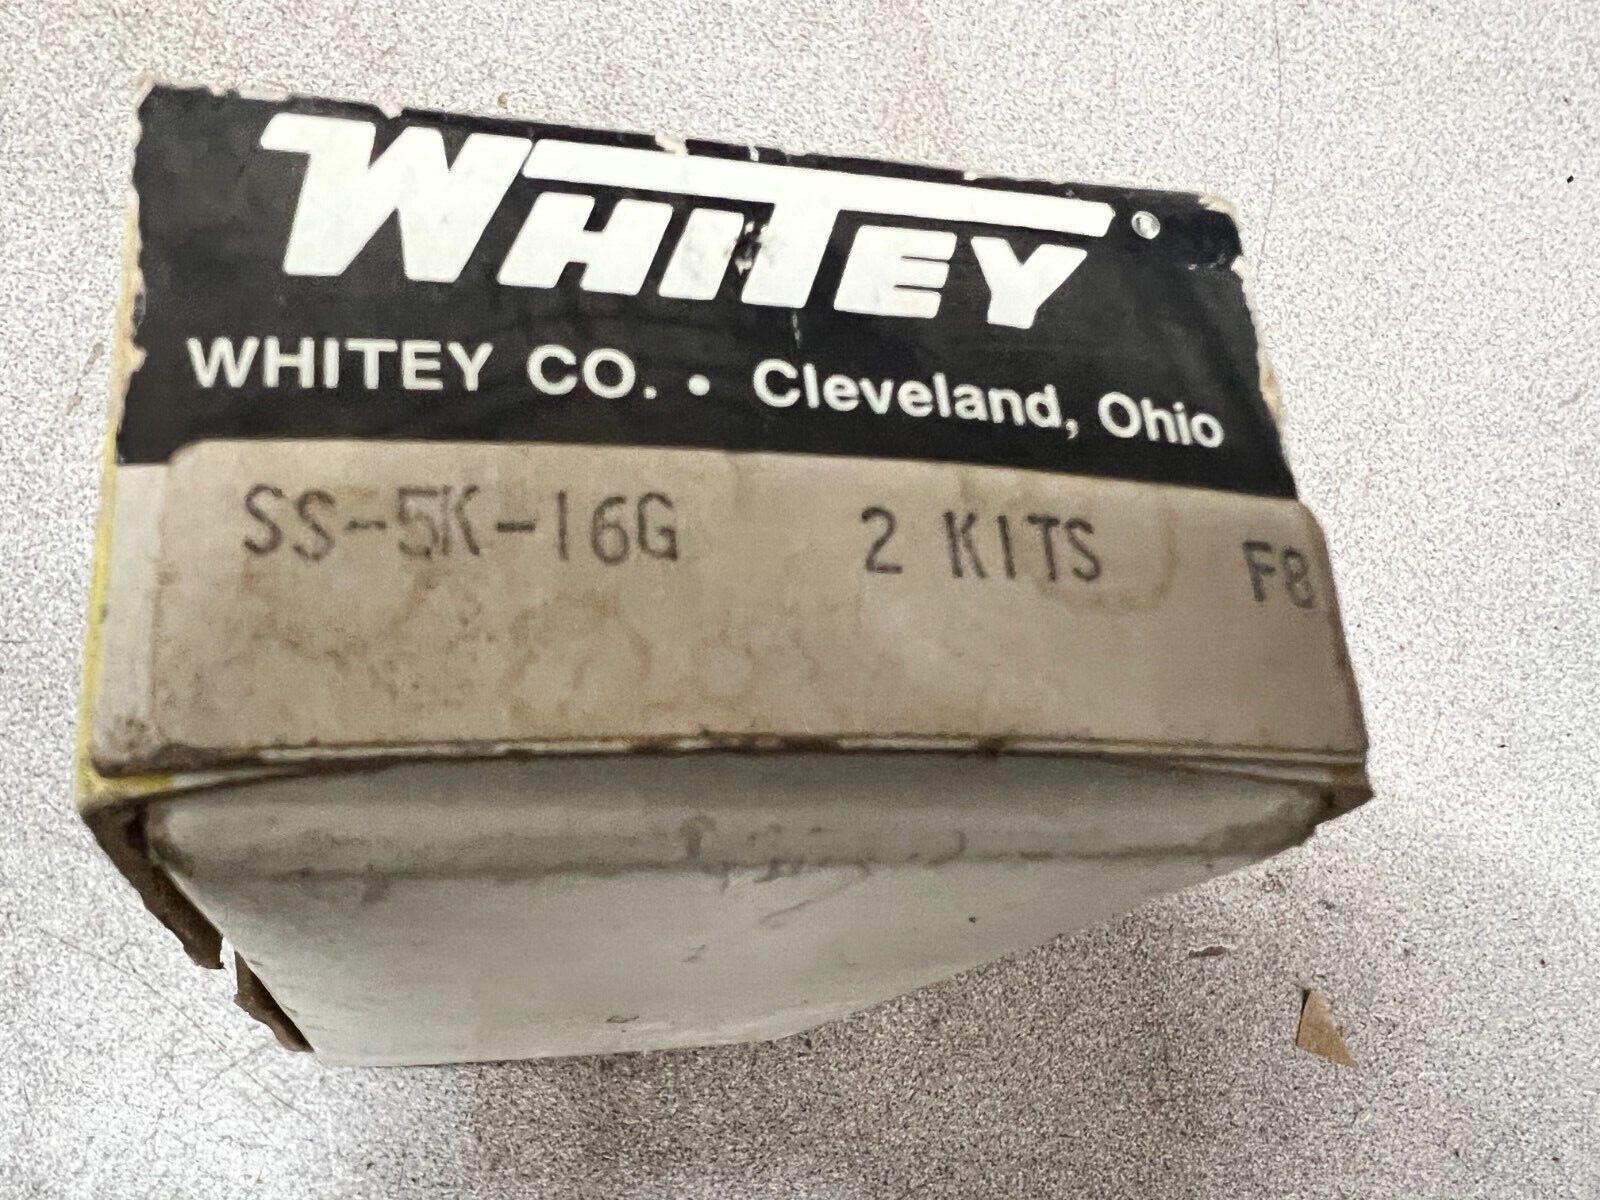 WHITEY®
WHITEY CO. • Cleveland, Ohio
SS-5K-16G 2 KITS F8